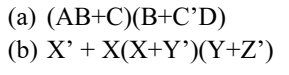 (a) (AB+C)(B+C’D)
(b) X’ + X(X+Y’)(Y+Z’)